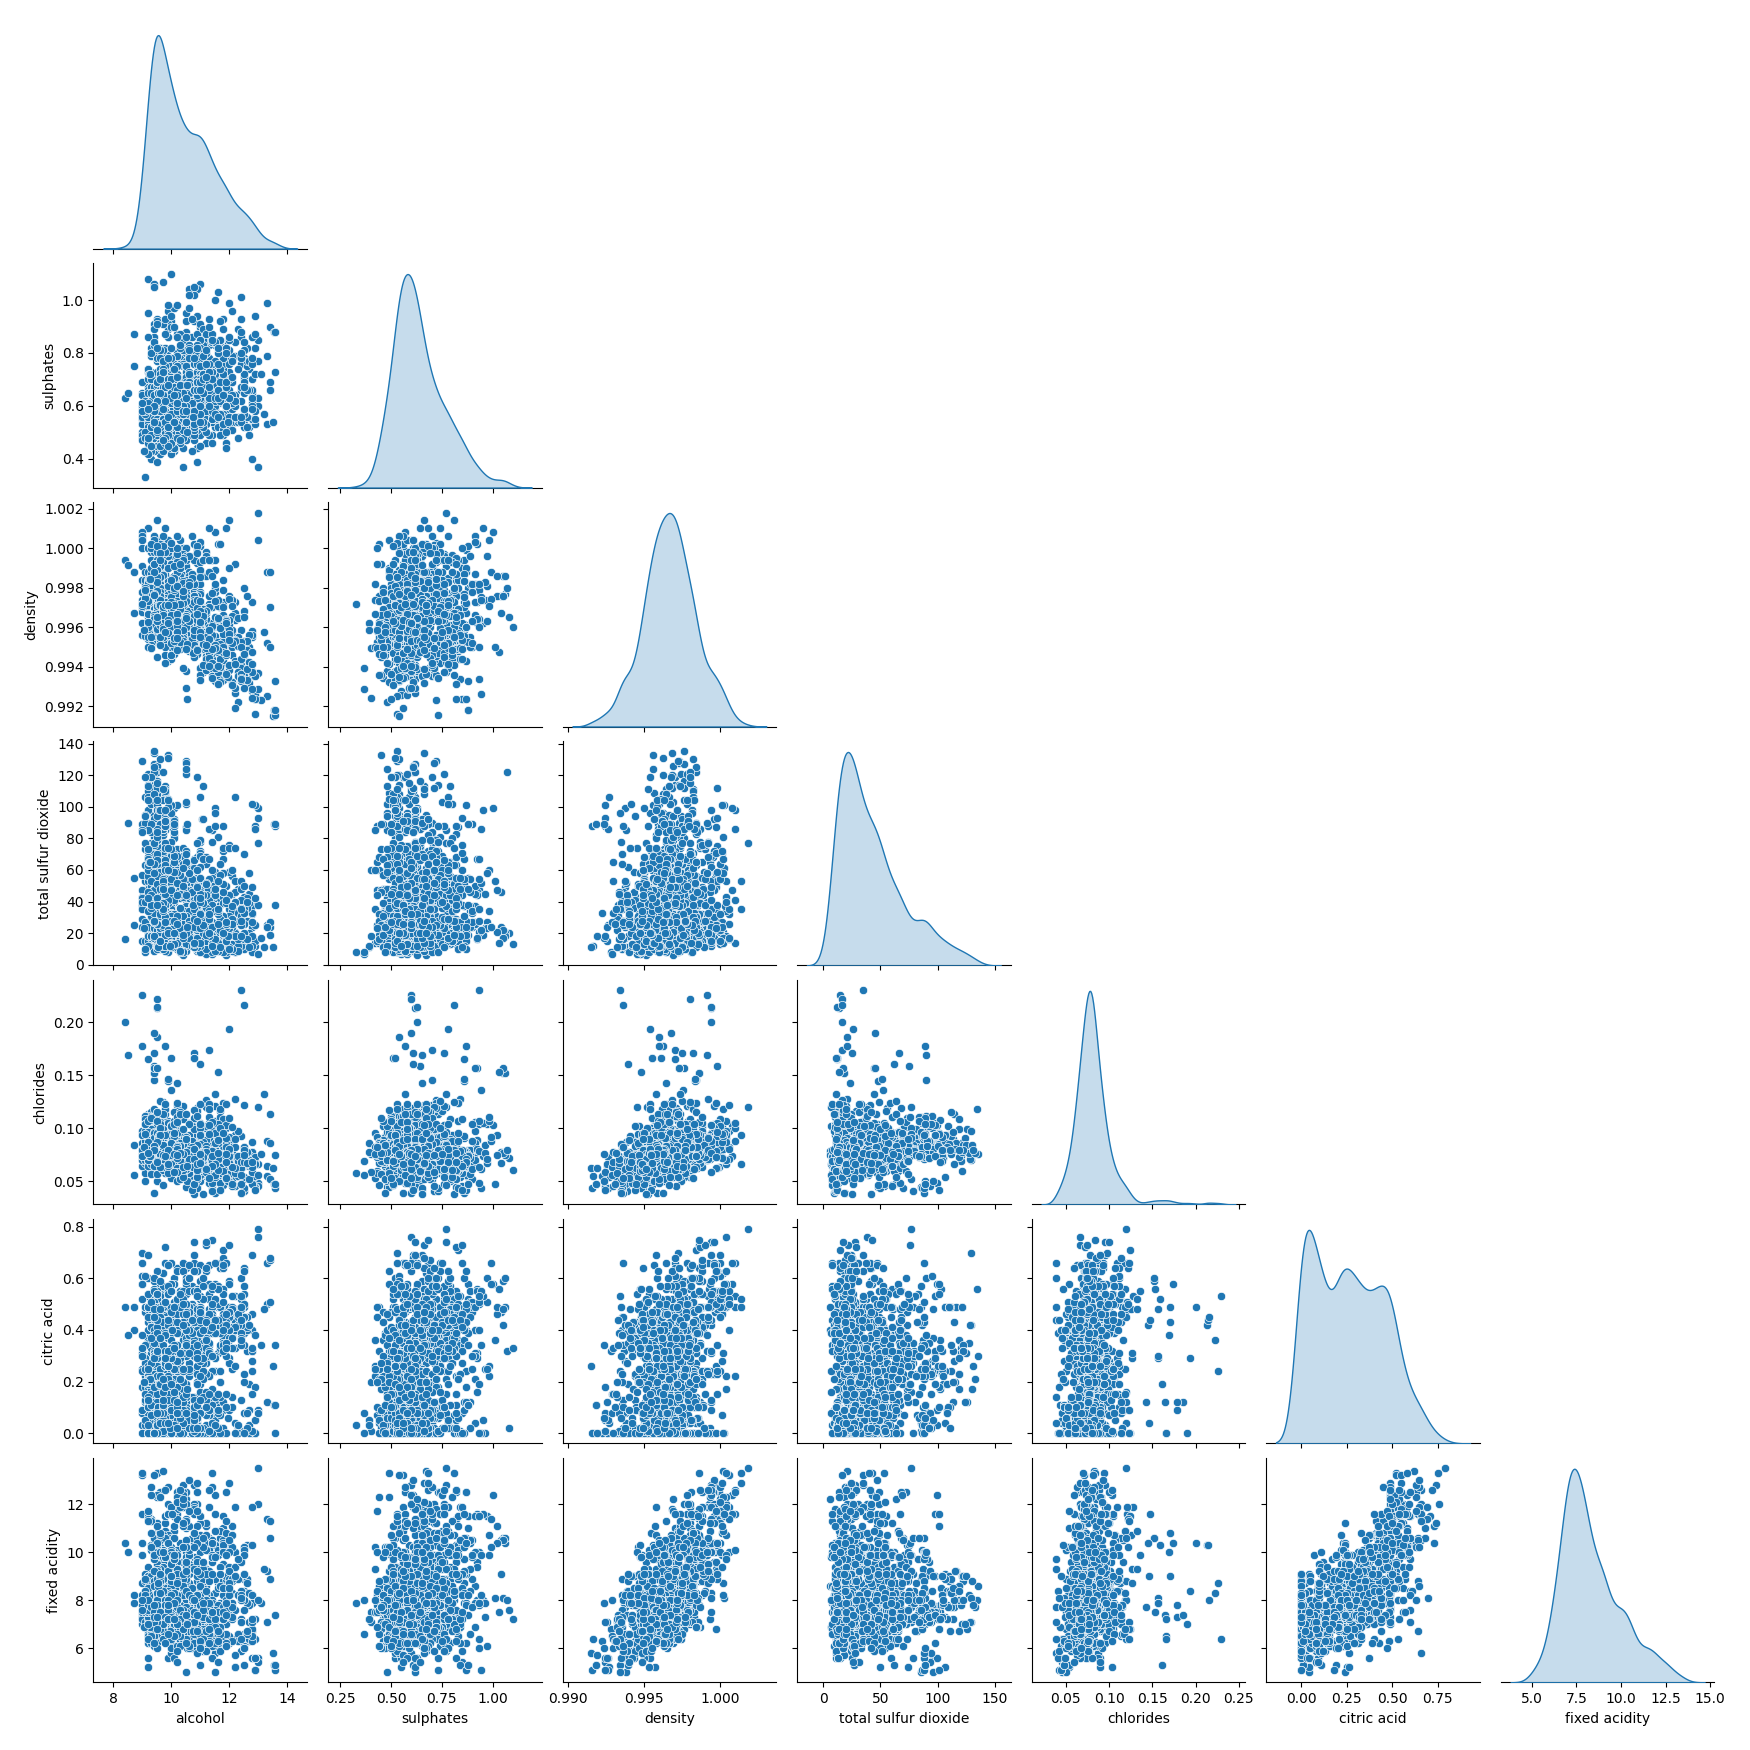 sulphates
1.0
0.8
0.6
0.4
density
1.002
1.000
0.998
0.996
0.994
0.992
total sulfur dioxide
140
120
100
80
60
40
20
0
chlorides
0.20
0.15
0.10
0.05
citric acid
0.8
0.6
0.4
0.2
0.0
fixed acidity
12
10
8
6
8 10 12 14
0.25 0.50 0.75 1.00
0.990 0.995 1.000
0 50 100 150
0.05 0.10 0.15 0.20 0.25
0.00 0.25 0.50 0.75
5.0 7.5 10.0 12.5 15.0
alcohol
sulphates
density
total sulfur dioxide
chlorides
citric acid
fixed acidity